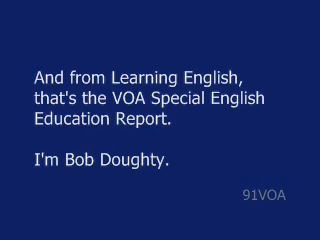 And from Learning English,
that's the VOA Special English
Education Report.
I'm Bob Doughty.
91VOA